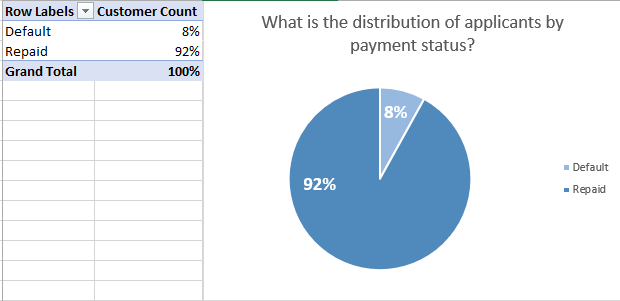 Row Labels Customer Count
Default 8%
Repaid 92%
Grand Total 100%
What is the distribution of applicants by
payment status?
8%
92%
Default
Repaid